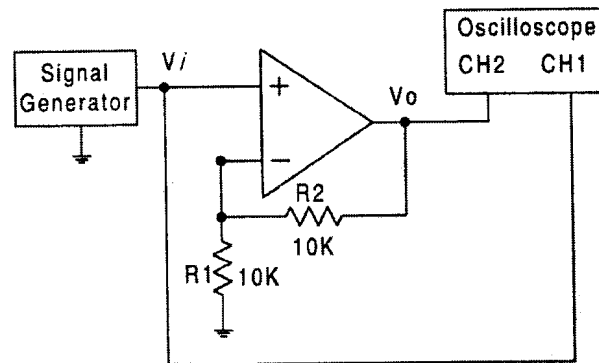 Oscilloscope
CH2 CH1
Signal
Generator
Vi
+
Vo
−
R2
10K
R1 10K